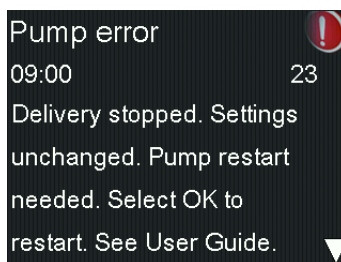 Pump error
09:00 23
Delivery stopped. Settings
unchanged. Pump restart
needed. Select OK to
restart. See User Guide.